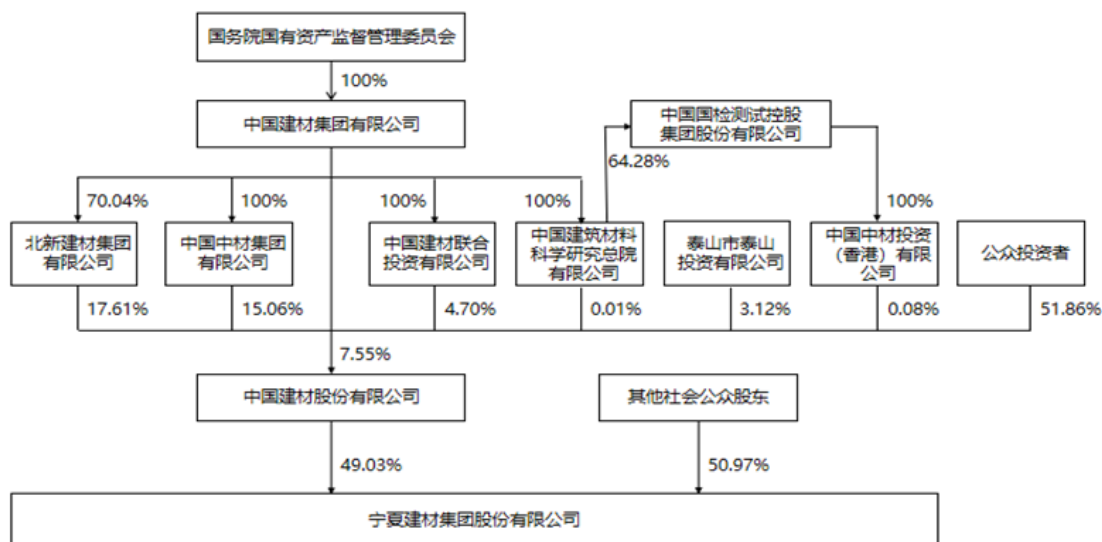 国务院国有资产监督管理委员会
100%
中国建材集团有限公司
中国国检测试控股
集团股份有限公司
64.28%
70.04%
100%
100%
100%
100%
北新建材集团
有限公司
中国中材集团
有限公司
中国建材联合
投资有限公司
中国建筑材料
科学研究总院
有限公司
泰山市泰山
投资有限公司
中国中材投资
（香港）有限
公司
公众投资者
17.61%
15.06%
4.70%
0.01%
3.12%
0.08%
51.86%
7.55%
中国建材股份有限公司
其他社会公众股东
49.03%
50.97%
宁夏建材集团股份有限公司